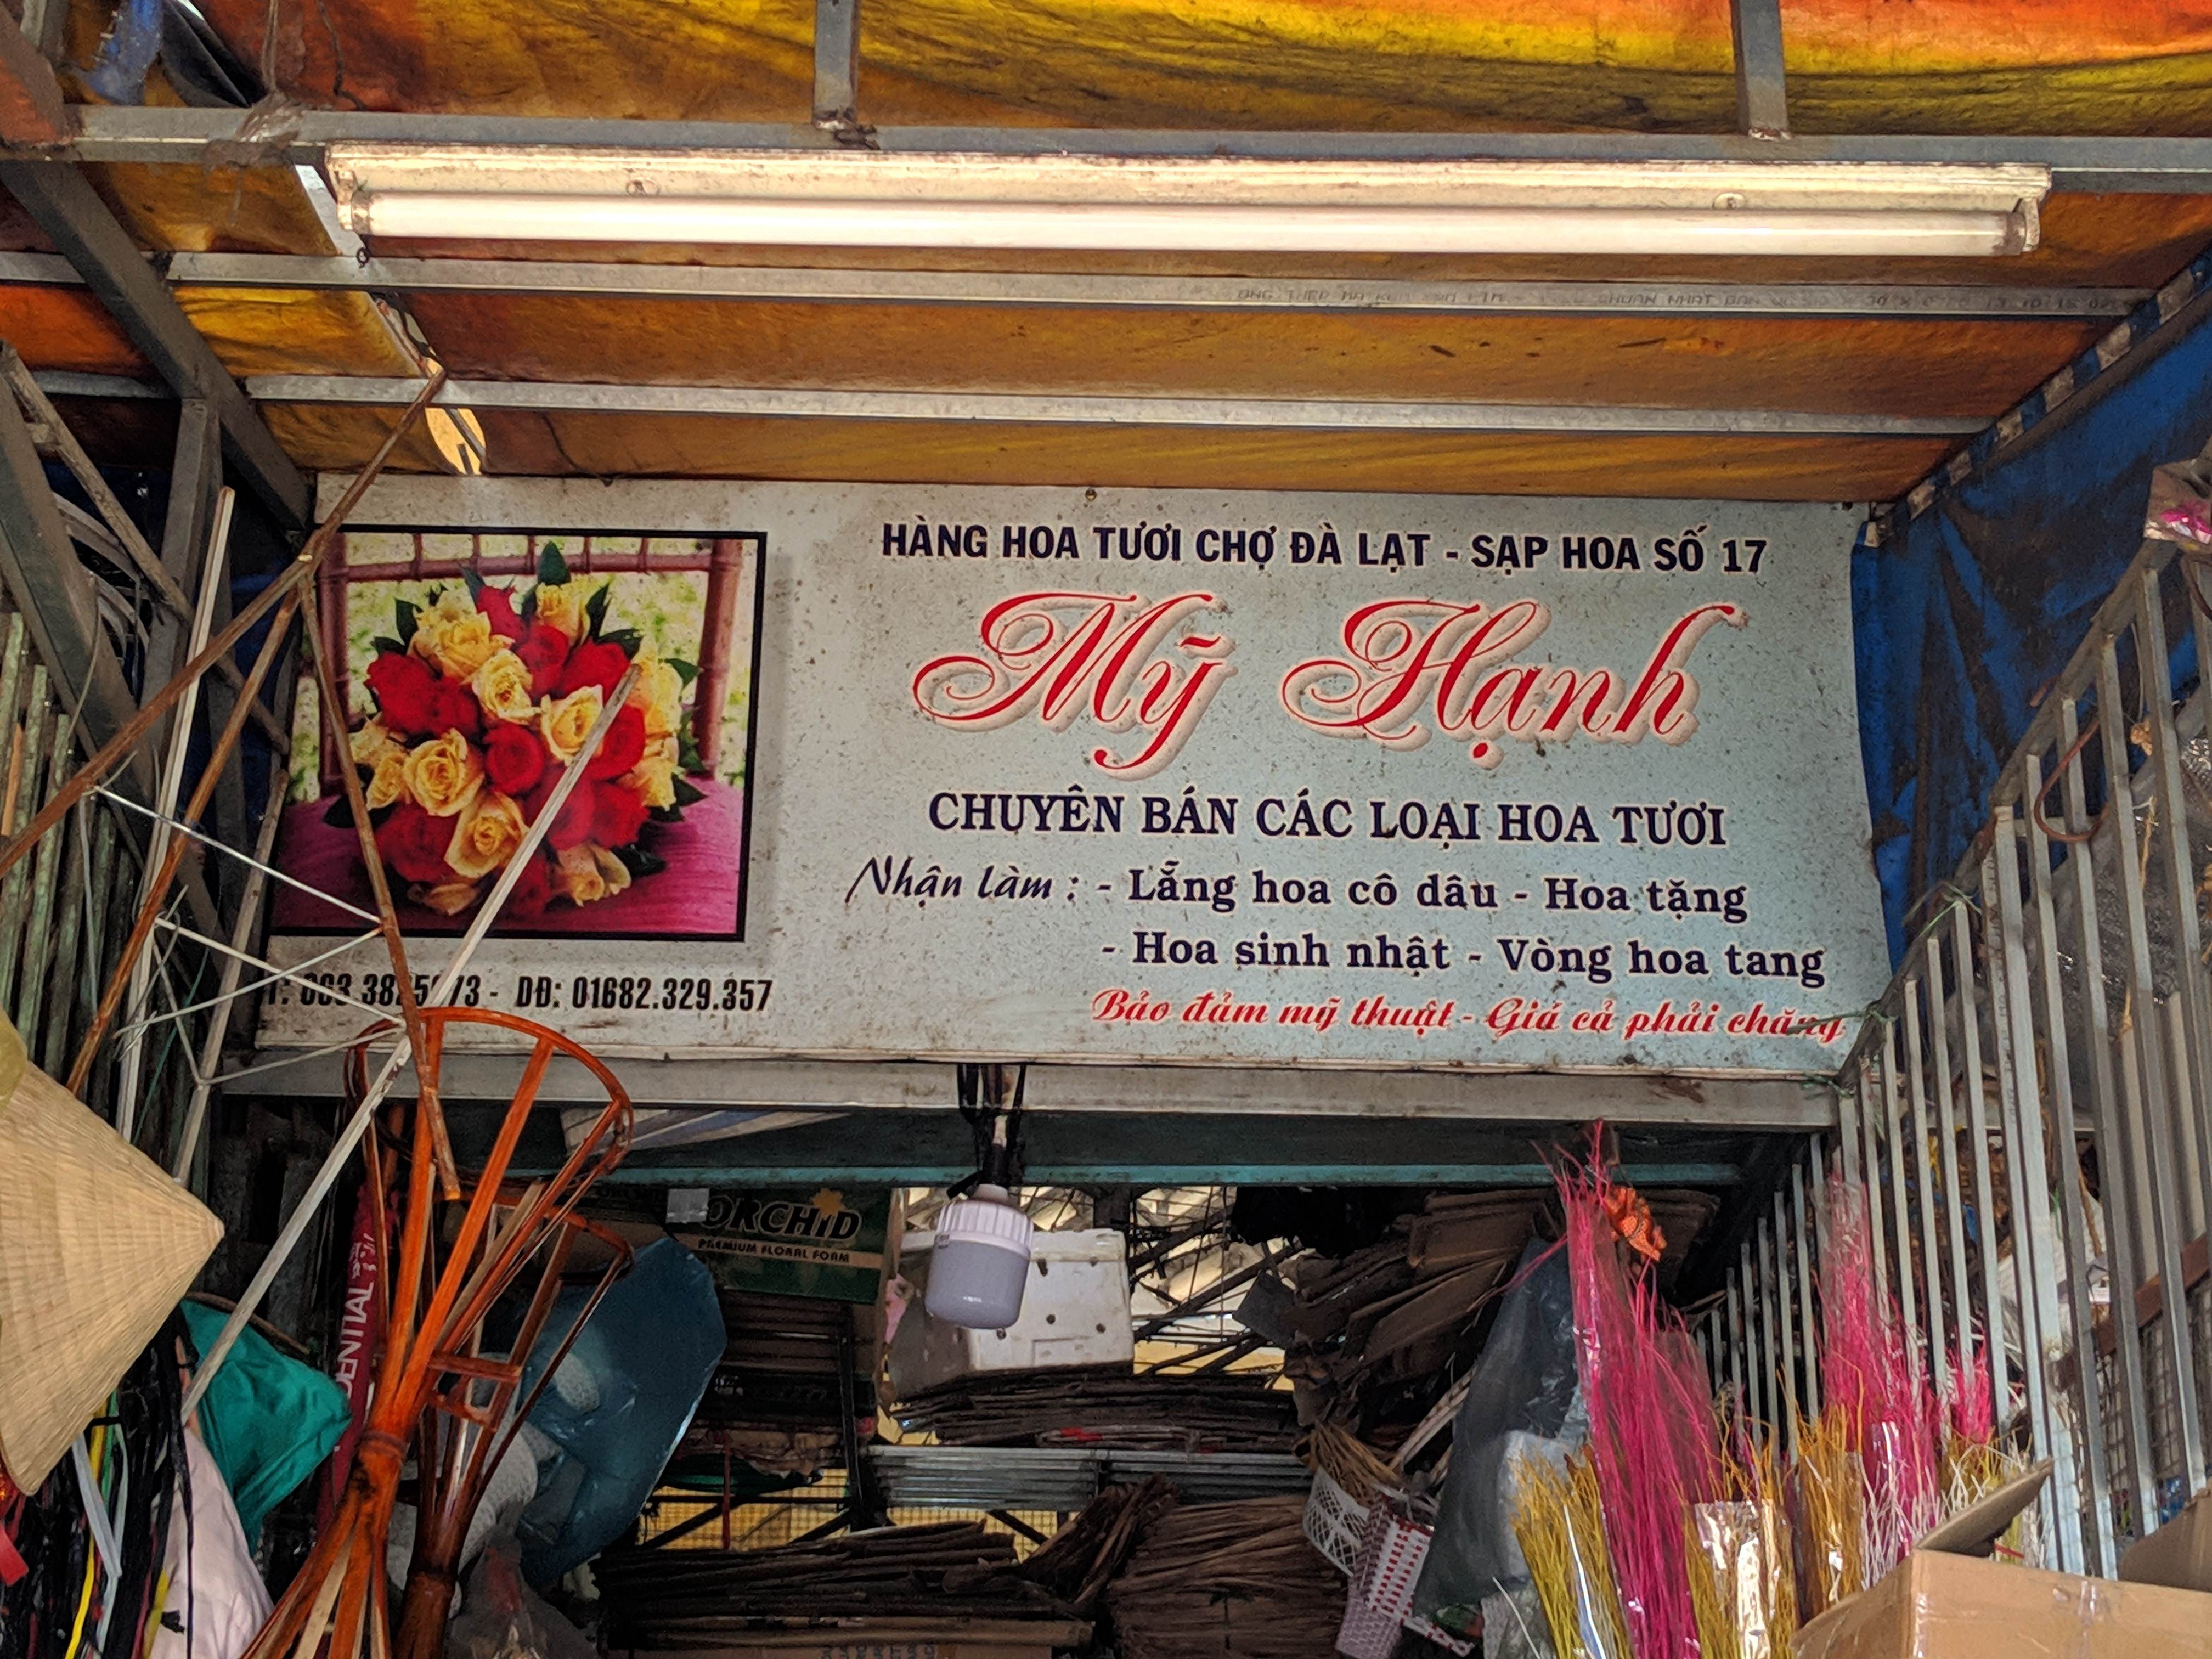 HÀNG HOA TƯƠI CHỢ ĐÀ LẠT - SẠP HOA SỐ 17
Mỹ Hạnh
CHUYÊN BÁN CÁC LOẠI HOA TƯƠI
Nhận làm : - Lẵng hoa cô dâu - Hoa tặng
- Hoa sinh nhật - Vòng hoa tang
Bảo đảm mỹ thuật - Giá cả phải chăng
DĐ: 01682.329.357
ORCHID
PREMIUM FLORAL FOAM